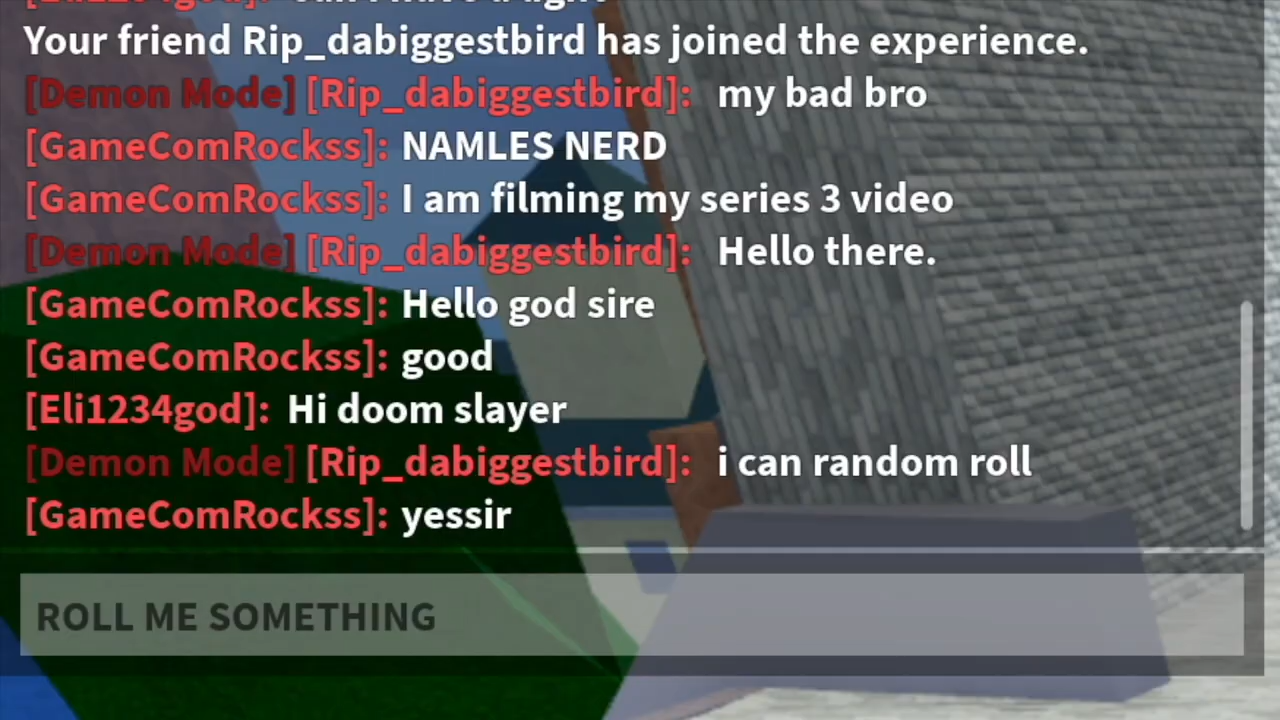 Your friend Rip_dabiggestbird has joined the experience.
[Demon Mode] [Rip_dabiggestbird]: my bad bro
[GameComRockss]: NAMLES NERD
[GameComRockss]: I am filming my series 3 video
[Demon Mode] [Rip_dabiggestbird]: Hello there.
[GameComRockss]: Hello god sire
[GameComRockss]: good
[Eli1234god]: Hi doom slayer
[Demon Mode] [Rip_dabiggestbird]: i can random roll
[GameComRockss]: yessir
ROLL ME SOMETHING